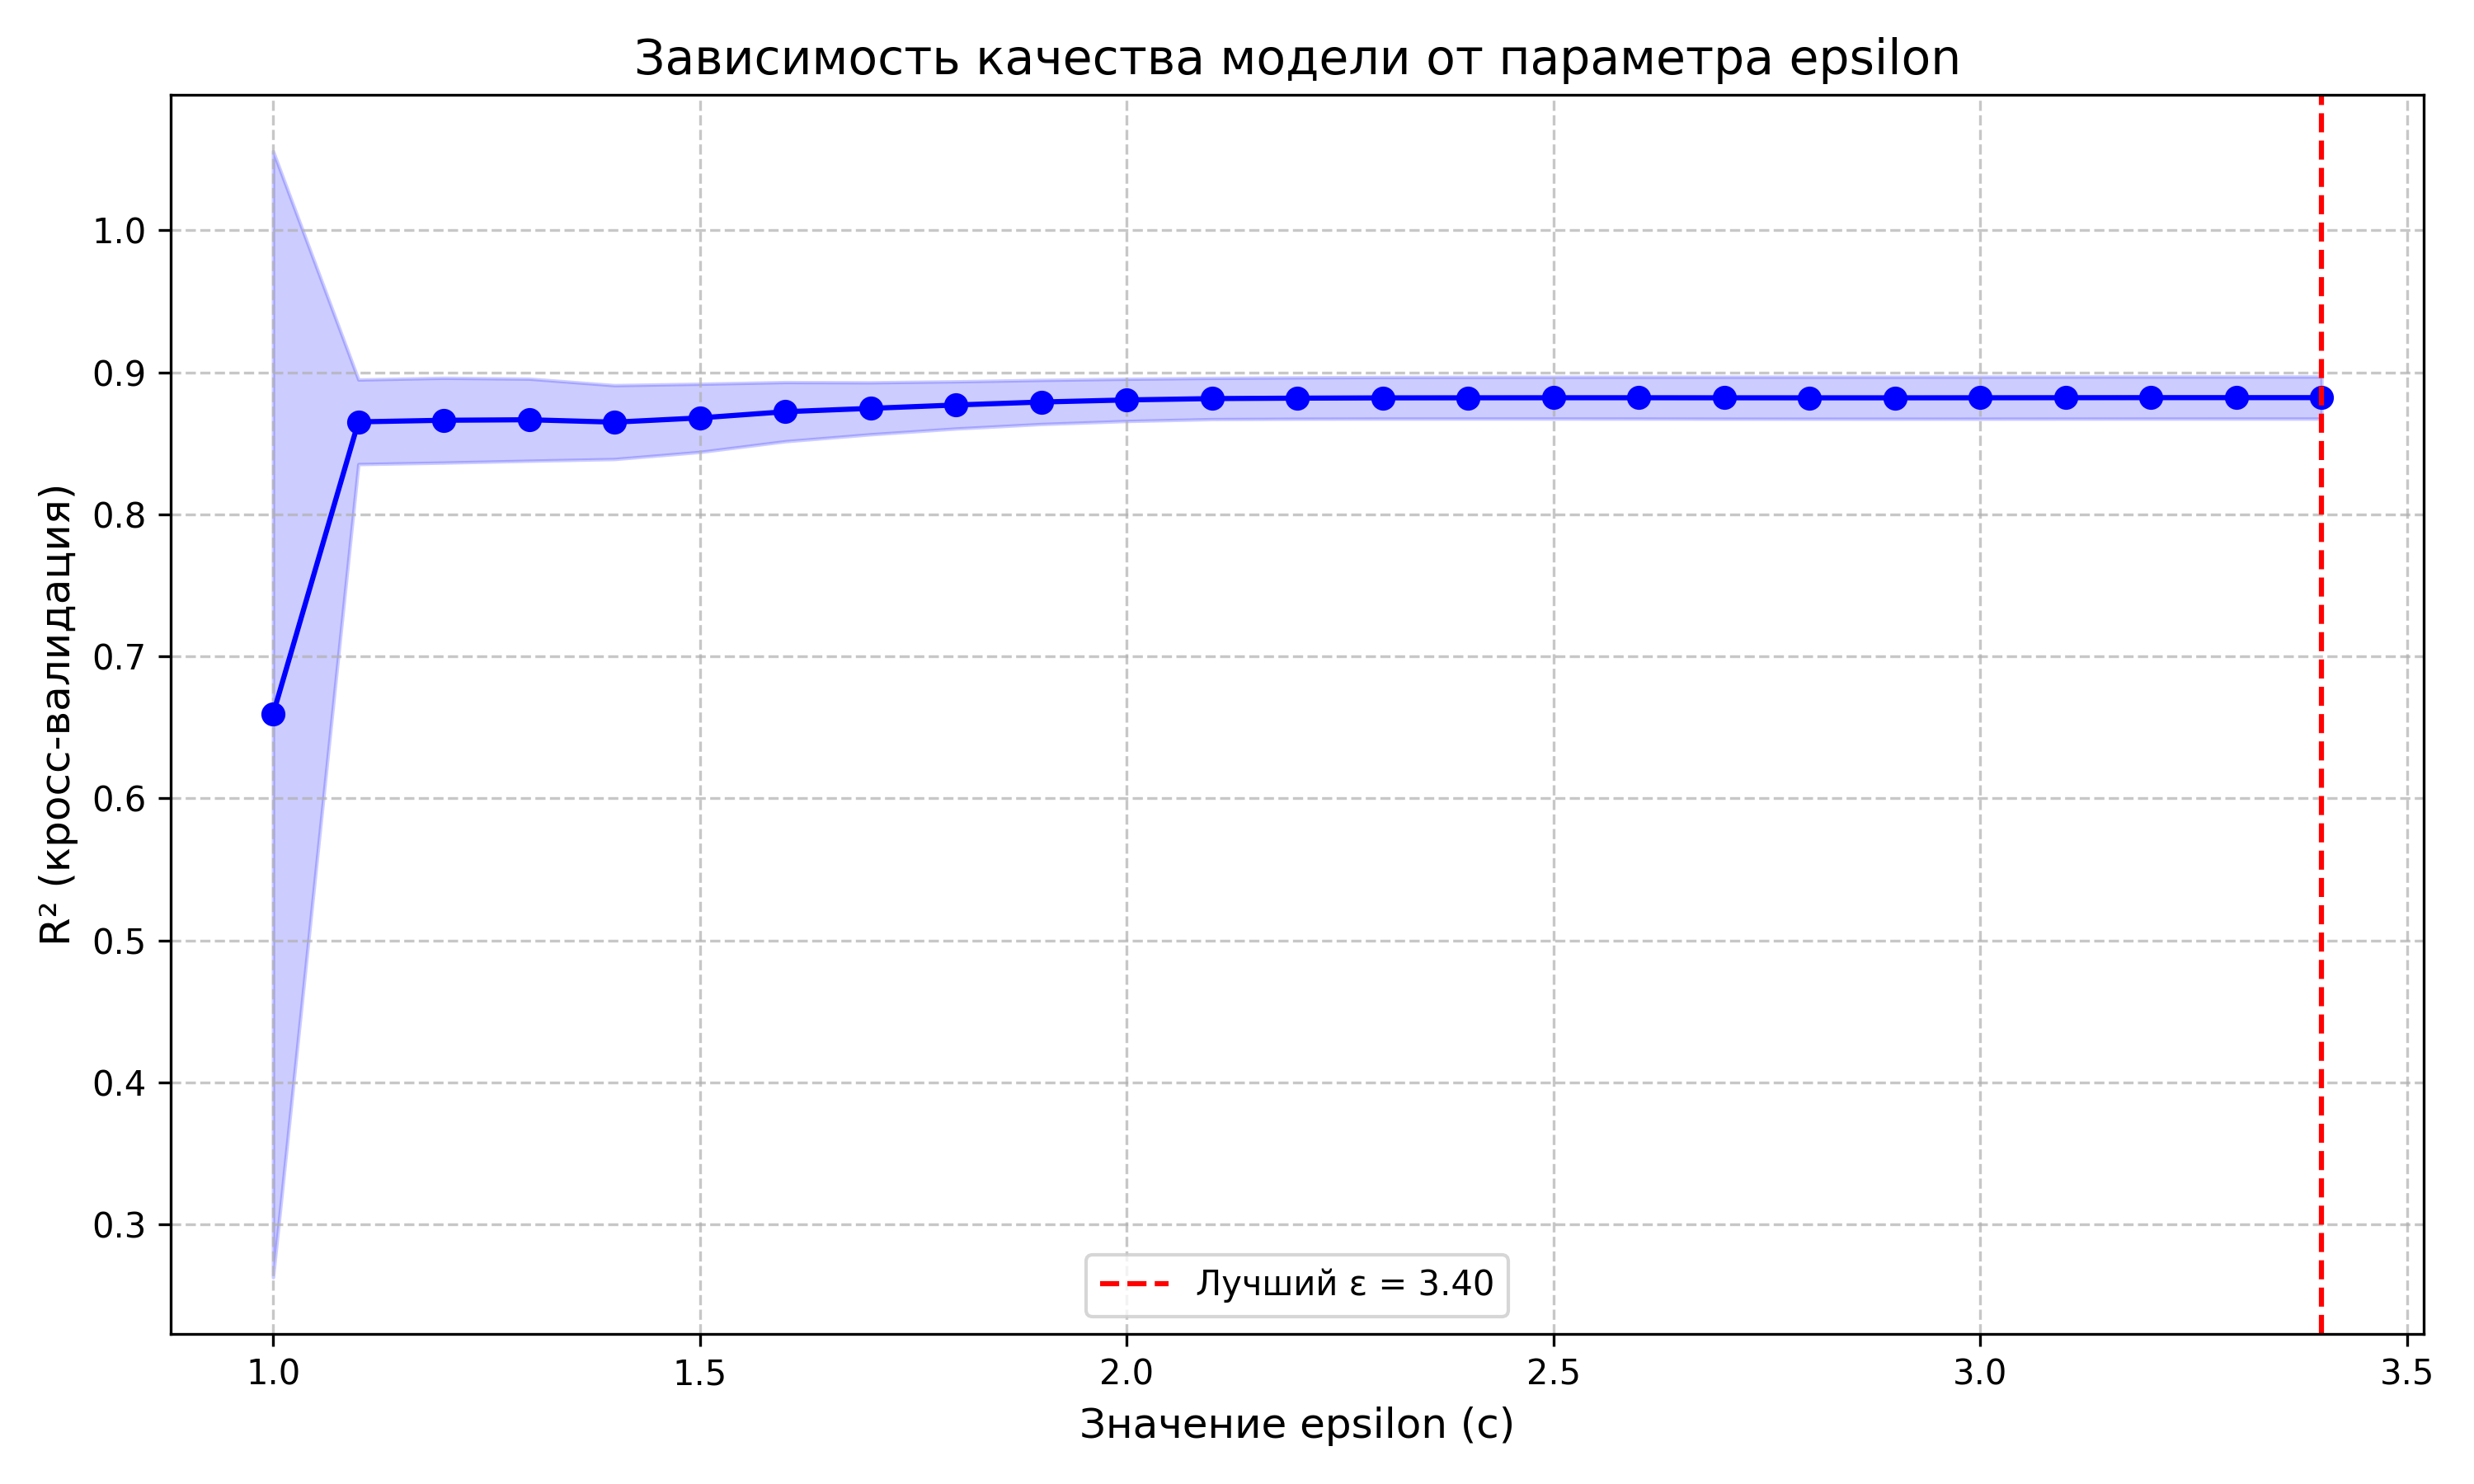 Зависимость качества модели от параметра epsilon
R² (кросс-валидация)
1.0
0.9
0.8
0.7
0.6
0.5
0.4
0.3
Лучший ε = 3.40
1.0 1.5 2.0 2.5 3.0 3.5
Значение epsilon (c)